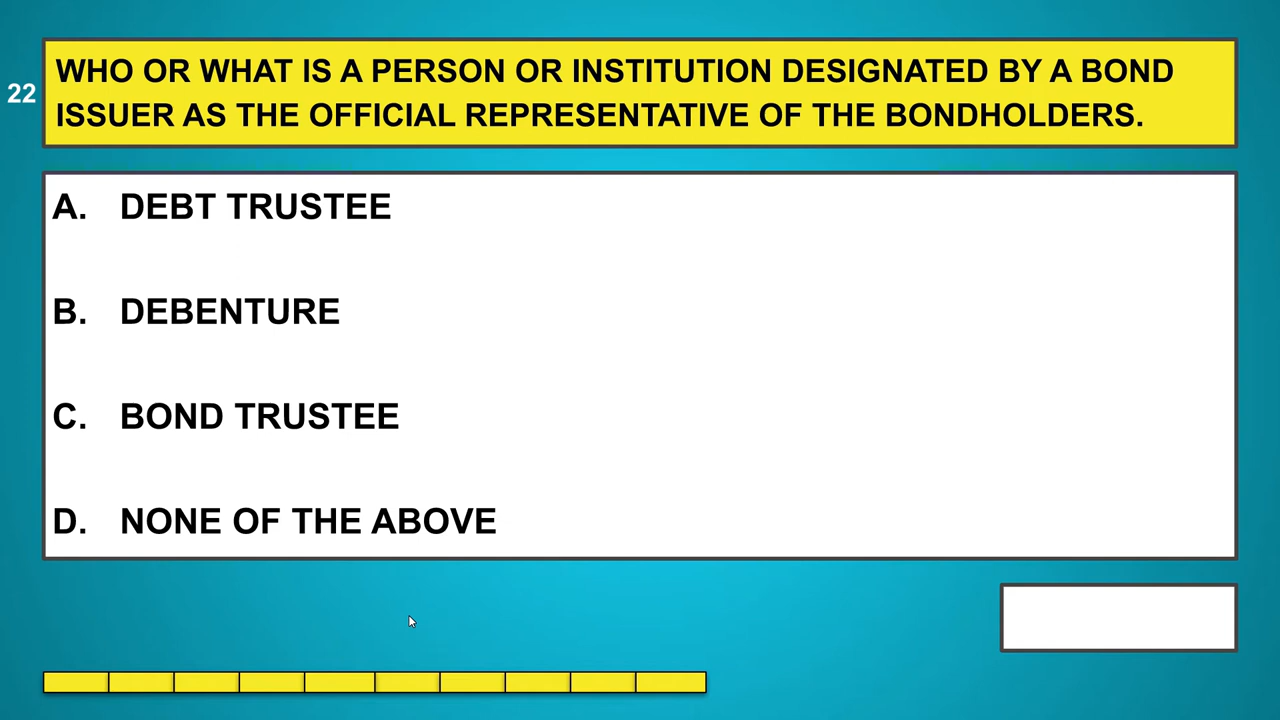 22
WHO OR WHAT IS A PERSON OR INSTITUTION DESIGNATED BY A BOND
ISSUER AS THE OFFICIAL REPRESENTATIVE OF THE BONDHOLDERS.
A. DEBT TRUSTEE
B. DEBENTURE
C. BOND TRUSTEE
D. NONE OF THE ABOVE